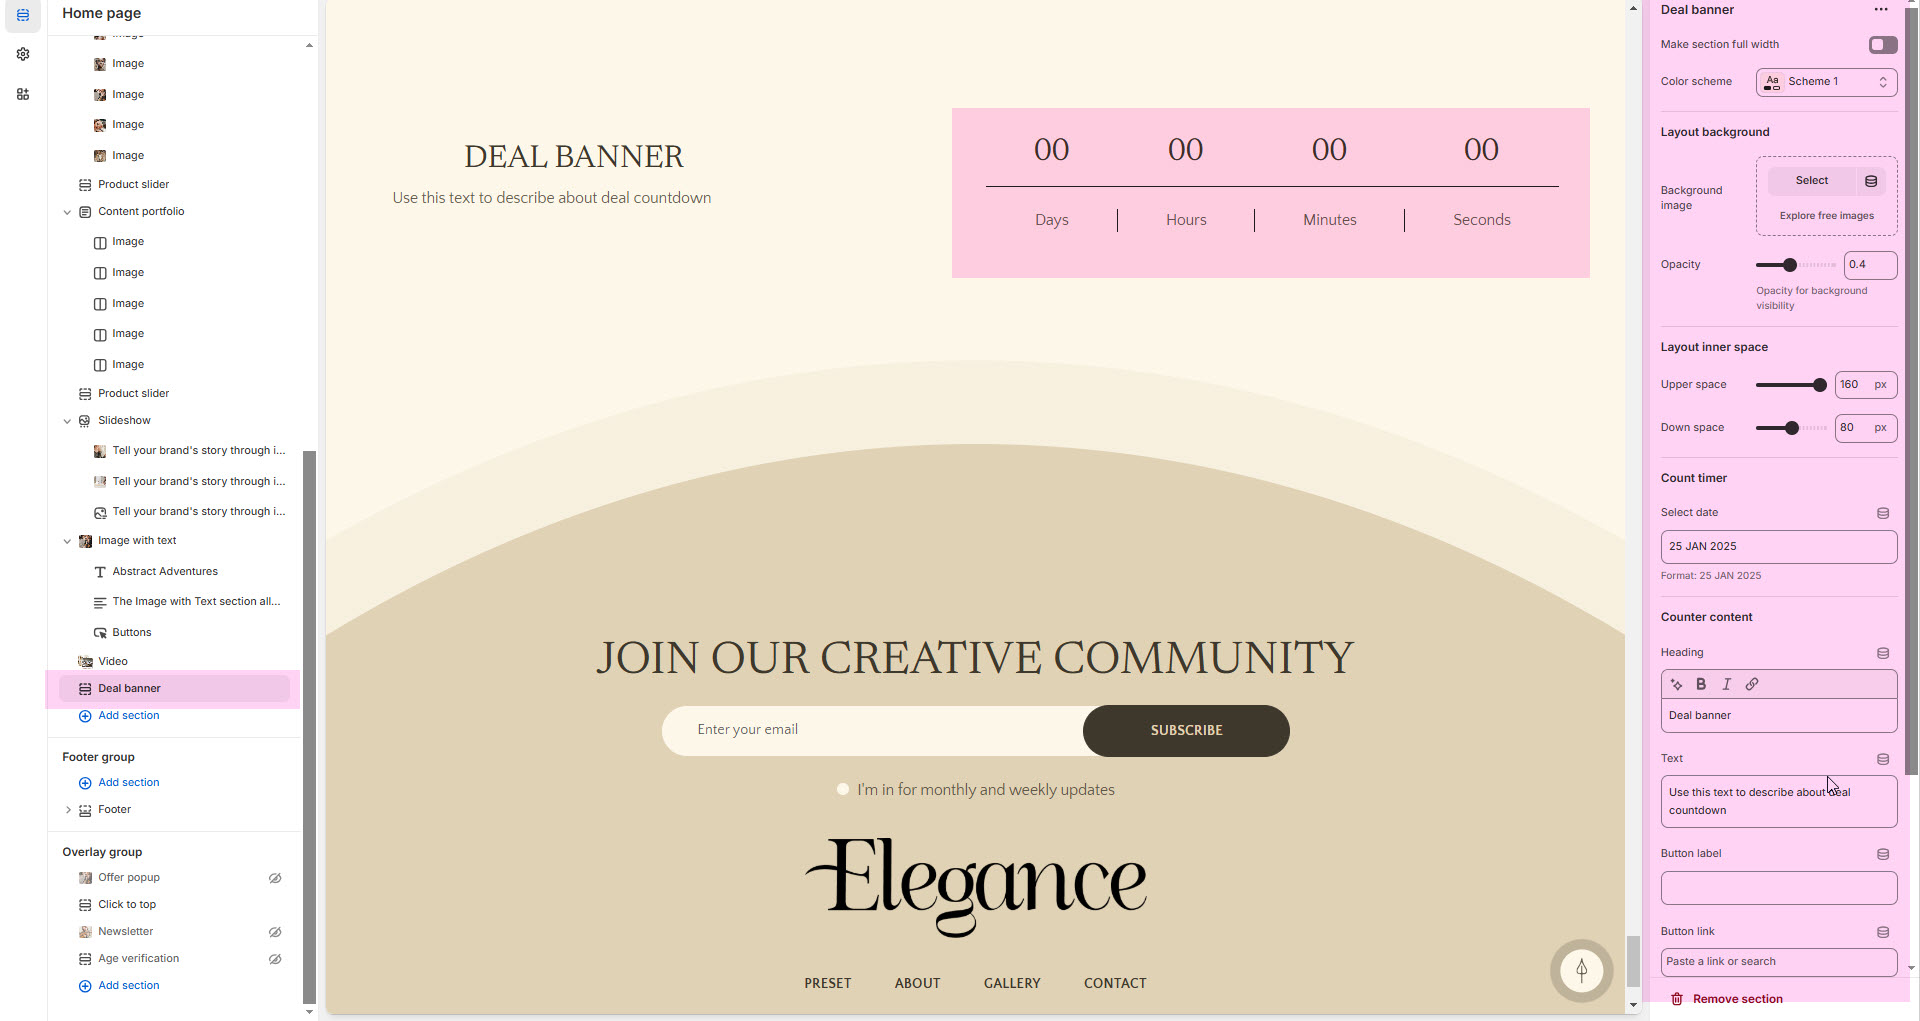 Home page
Image
Image
Image
Image
Product slider
Content portfolio
Image
Image
Image
Image
Image
Product slider
Slideshow
Tell your brand's story through i...
Tell your brand's story through i...
Tell your brand's story through i...
Image with text
Abstract Adventures
The Image with Text section all...
Buttons
Video
Deal banner
Add section
Footer group
Add section
Footer
Overlay group
Offer popup
Click to top
Newsletter
Age verification
Add section
DEAL BANNER
Use this text to describe about deal countdown
00 00 00 00
Days Hours Minutes Seconds
JOIN OUR CREATIVE COMMUNITY
Enter your email SUBSCRIBE
I'm in for monthly and weekly updates
Elegance
PRESET ABOUT GALLERY CONTACT
Deal banner
Make section full width
Color scheme Aa Scheme 1
Layout background
Background
image
Select
Explore free images
Opacity 0.4
Opacity for background
visibility
Layout inner space
Upper space 160 px
Down space 80 px
Count timer
Select date
25 JAN 2025
Format: 25 JAN 2025
Counter content
Heading
B I
Deal banner
Text
Use this text to describe about deal
countdown
Button label
Button link
Paste a link or search
Remove section